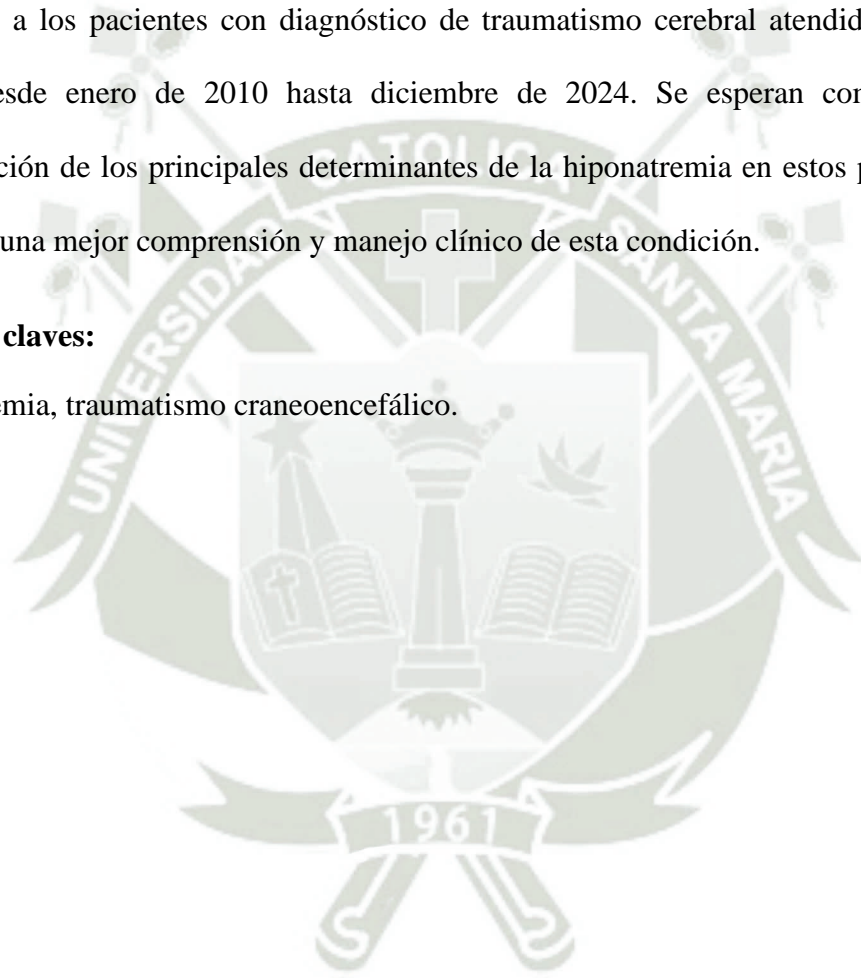 a los pacientes con diagnóstico de traumatismo cerebral atendid
esde enero de 2010 hasta diciembre de 2024. Se esperan con
ción de los principales determinantes de la hiponatremia en estos p
una mejor comprensión y manejo clínico de esta condición.
claves:
emia, traumatismo craneoencefálico.
UNIVERSIDAD CATOLICA SANTA MARIA
1961